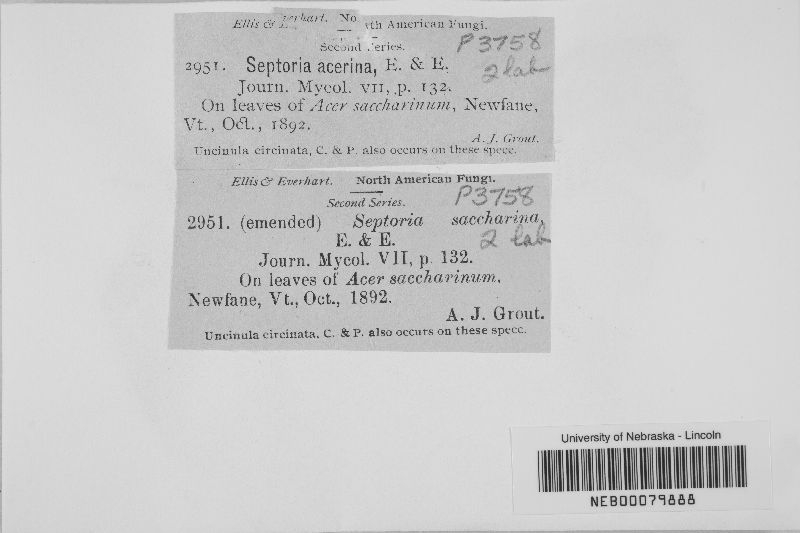 Ellis & Everhart. North American Fungi.
Second Series.
P3758
2951. Septoria acerina, E. & E.
2 lab
Journ. Mycol. VII, p. 132.
On leaves of Acer saccharinum, Newfane,
Vt., Oct., 1892.
A. J. Grout.
Uncinula circinata, C. & P. also occurs on these specc.
Ellis & Everhart. North American Fungi.
Second Series.
P3758
2951. (emended) Septoria saccharina,
2 lab
E. & E.
Journ. Mycol. VII, p. 132.
On leaves of Acer saccharinum,
Newfane, Vt., Oct., 1892.
A. J. Grout.
Uncinula circinata, C. & P. also occurs on these specc.
University of Nebraska - Lincoln
NEB00079888